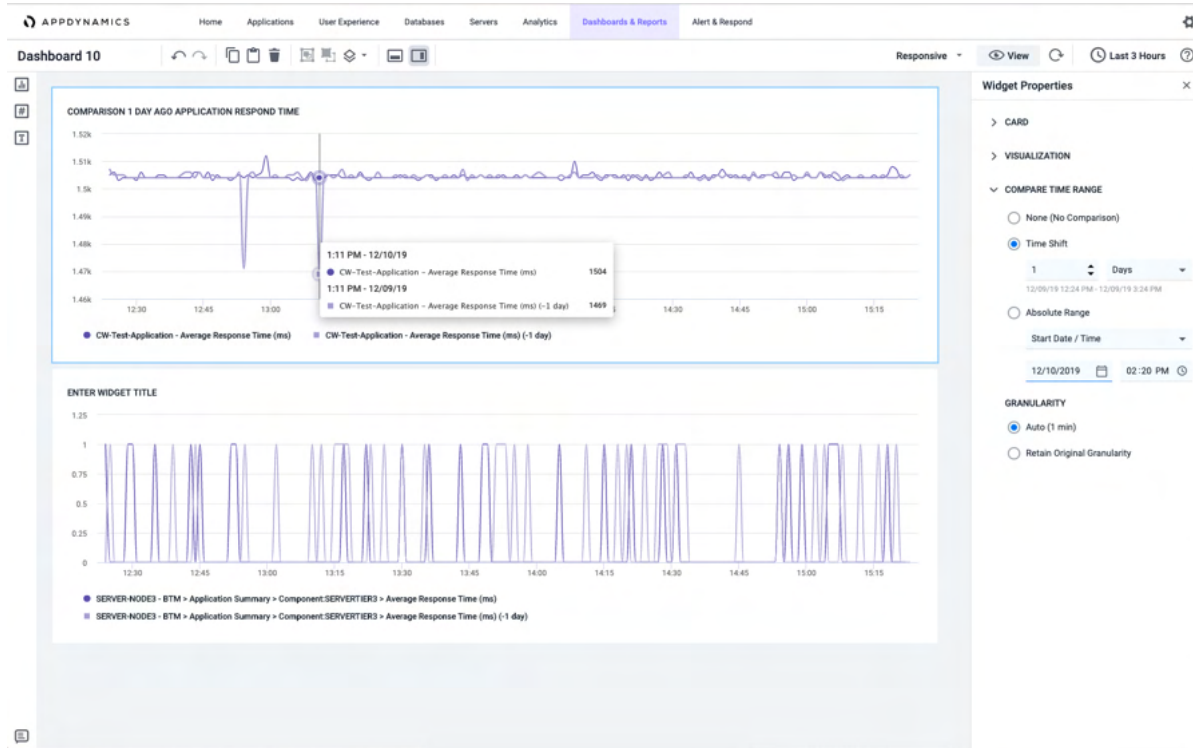 APPDYNAMICS
Home Applications User Experience Databases Servers Analytics Dashboards & Reports Alert & Respond
Dashboard 10
Responsive
View
Last 3 Hours
COMPARISON 1 DAY AGO APPLICATION RESPOND TIME
1.52k
1.51k
1.5k
1.49k
1.48k
1.47k
1.46k
12:30 12:45 13:00 14:30 14:45 15:00 15:15
1:11 PM - 12/10/19
CW-Test-Application - Average Response Time (ms) 1504
1:11 PM - 12/09/19
CW-Test-Application - Average Response Time (ms) (-1 day) 1469
CW-Test-Application - Average Response Time (ms) CW-Test-Application - Average Response Time (ms) (-1 day)
ENTER WIDGET TITLE
1.25
1
0.75
0.5
0.25
0
12:30 12:45 13:00 13:15 13:30 13:45 14:00 14:15 14:30 14:45 15:00 15:15
SERVER-NODE3 - BTM > Application Summary > Component:SERVERTIER3 > Average Response Time (ms)
SERVER-NODE3 - BTM > Application Summary > Component:SERVERTIER3 > Average Response Time (ms) (-1 day)
Widget Properties
CARD
VISUALIZATION
COMPARE TIME RANGE
None (No Comparison)
Time Shift
1 Days
12/09/19 12:24 PM - 12/09/19 3:24 PM
Absolute Range
Start Date / Time
12/10/2019 02:20 PM
GRANULARITY
Auto (1 min)
Retain Original Granularity